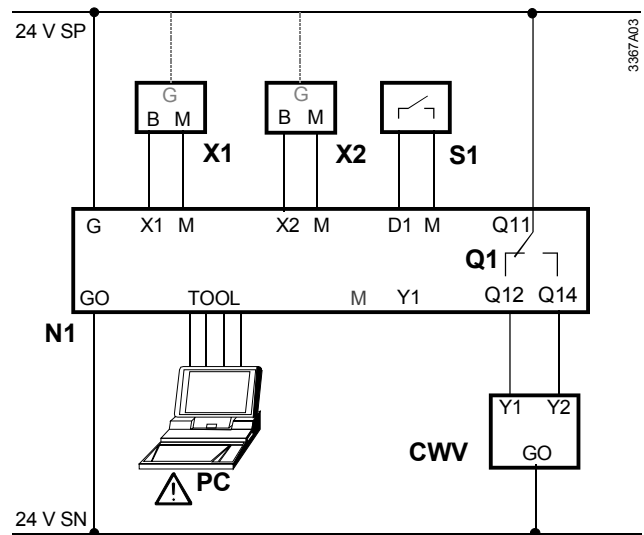 24 V SP
3367A03
G G
B M B M
X1 X2 S1
G X1 M X2 M D1 M Q11
Q1
GO TOOL M Y1 Q12 Q14
N1
Y1 Y2
CWV GO
PC
24 V SN